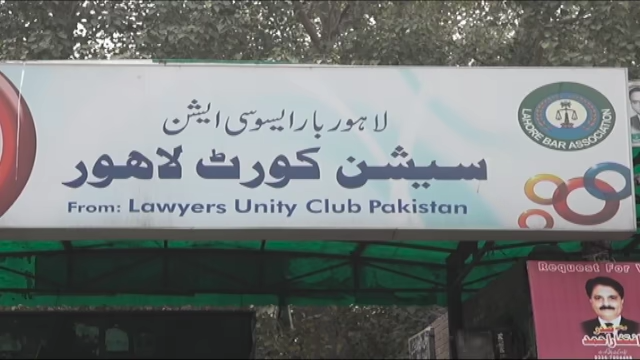 لاہور بار ایسوسی ایشن
سیشن کورٹ لاہور
From: Lawyers Unity Club Pakistan
LAHORE BAR ASSOCIATION
Request For V